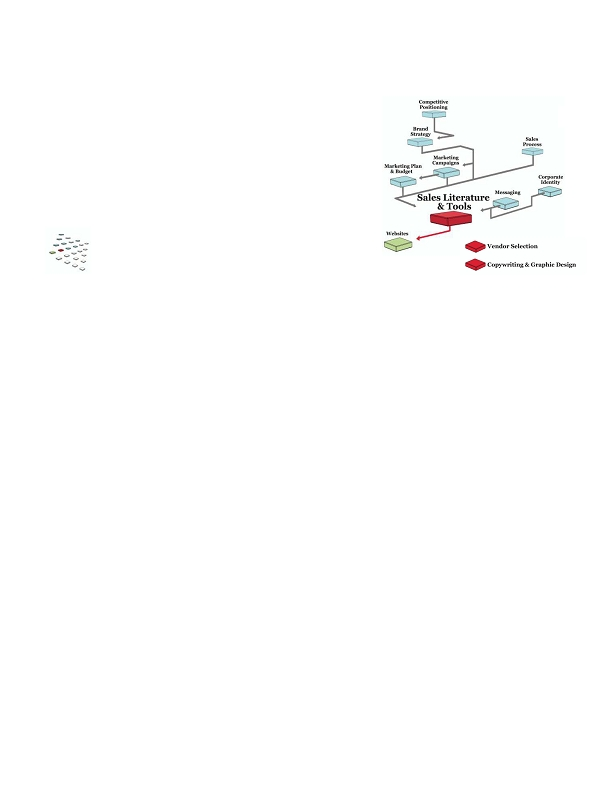 Competitive
Positioning
Brand
Strategy
Sales
Process
Marketing
Campaigns
Marketing Plan
& Budget
Corporate
Identity
Messaging
Sales Literature
& Tools
Websites
Vendor Selection
Copywriting & Graphic Design